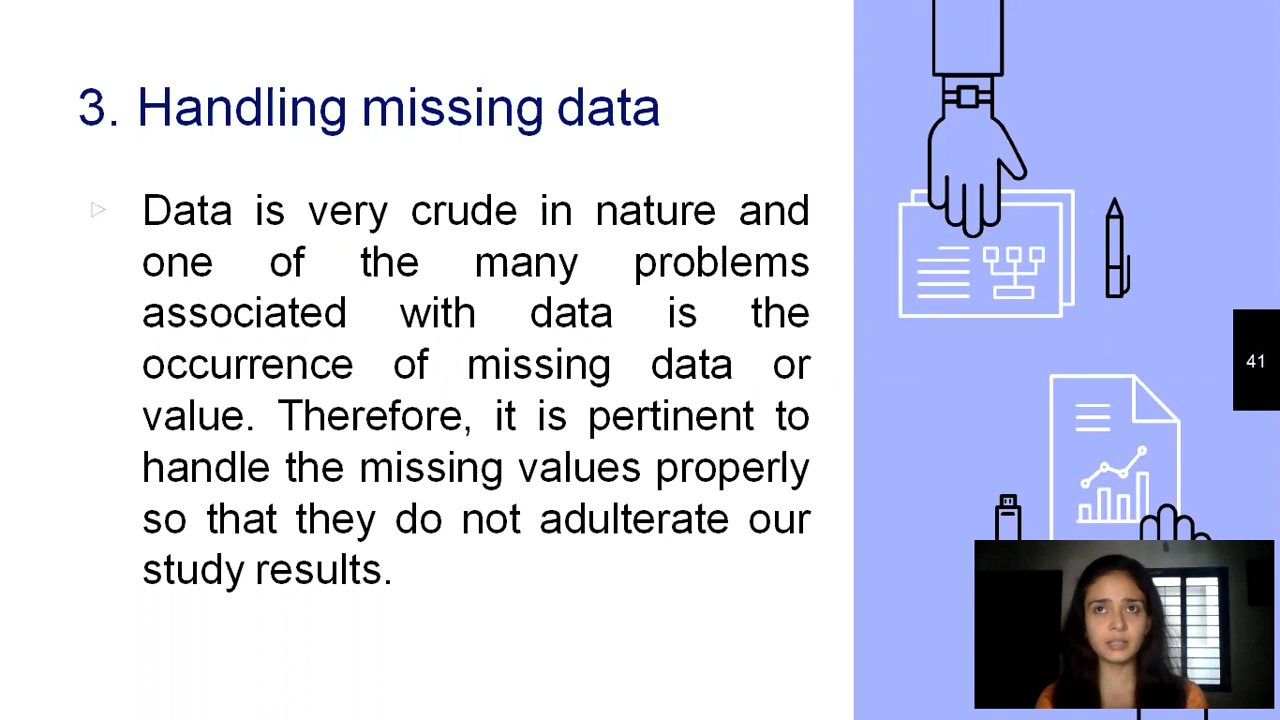 3. Handling missing data
Data is very crude in nature and
one of the many problems
associated with data is the
occurrence of missing data or
value. Therefore, it is pertinent to
handle the missing values properly
so that they do not adulterate our
study results.
41